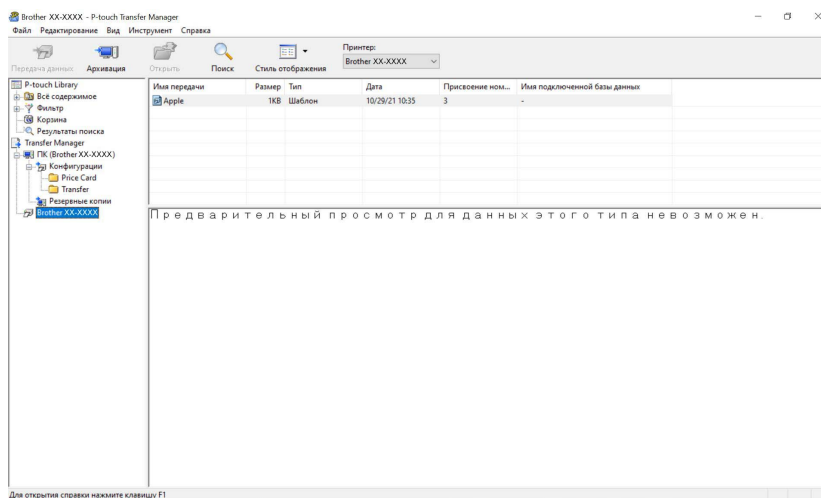 Brother XX-XXXX - P-touch Transfer Manager
Файл Редактирование Вид Инструмент Справка
Передача данных Архивация Открыть Поиск Стиль отображения
Принтер:
Brother XX-XXXX
P-touch Library
Всё содержимое
Фильтр
Корзина
Результаты поиска
Transfer Manager
ПК (Brother XX-XXXX)
Конфигурации
Price Card
Transfer
Резервные копии
Brother XX-XXXX
Имя передачи Размер Тип Дата Присвоение ном... Имя подключенной базы данных
Apple 1KB Шаблон 10/29/21 10:35 3 -
Предварительный просмотр для данных этого типа невозможен.
Для открытия справки нажмите клавишу F1